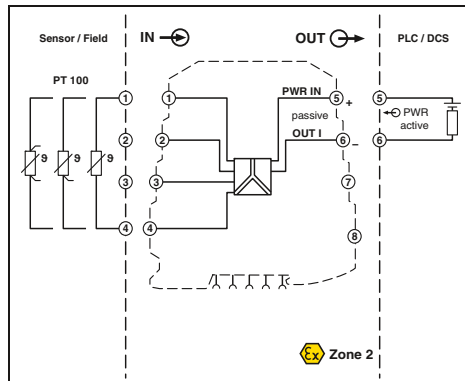 Sensor / Field
IN
OUT
PLC / DCS
PT 100
1
2
3
4
ϑ
ϑ
ϑ
1
2
3
4
PWR IN
passive
OUT I
5
+
6
–
7
8
5
PWR
active
6
Ex
Zone 2